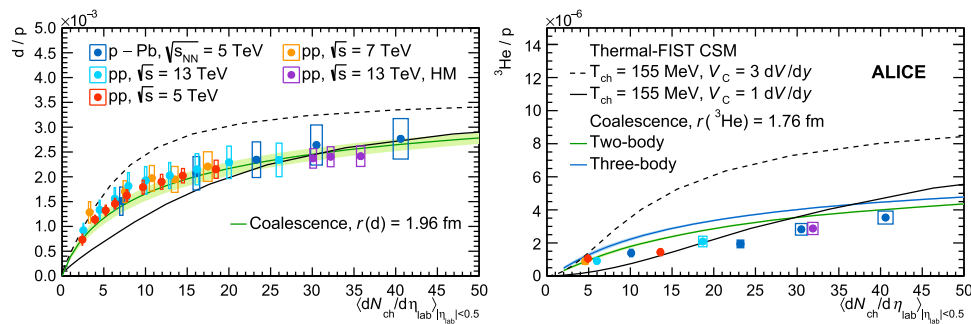 ×10⁻³
d / p
5.0
4.5
4.0
3.5
3.0
2.5
2.0
1.5
1.0
0.5
0.0
p − Pb, √s_NN = 5 TeV
pp, √s = 7 TeV
pp, √s = 13 TeV
pp, √s = 13 TeV, HM
pp, √s = 5 TeV
Coalescence, r(d) = 1.96 fm
0 5 10 15 20 25 30 35 40 45 50
⟨dN_ch/dη_lab⟩_|η_lab|<0.5
×10⁻⁶
³He / p
14
12
10
8
6
4
2
0
Thermal-FIST CSM
ALICE
T_ch = 155 MeV, V_C = 3 dV/dy
T_ch = 155 MeV, V_C = 1 dV/dy
Coalescence, r(³He) = 1.76 fm
Two-body
Three-body
0 5 10 15 20 25 30 35 40 45 50
⟨dN_ch/dη_lab⟩_|η_lab|<0.5